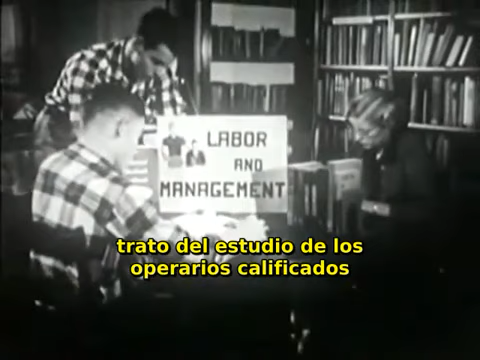 LABOR
AND
MANAGEMENT
trato del estudio de los
operarios calificados